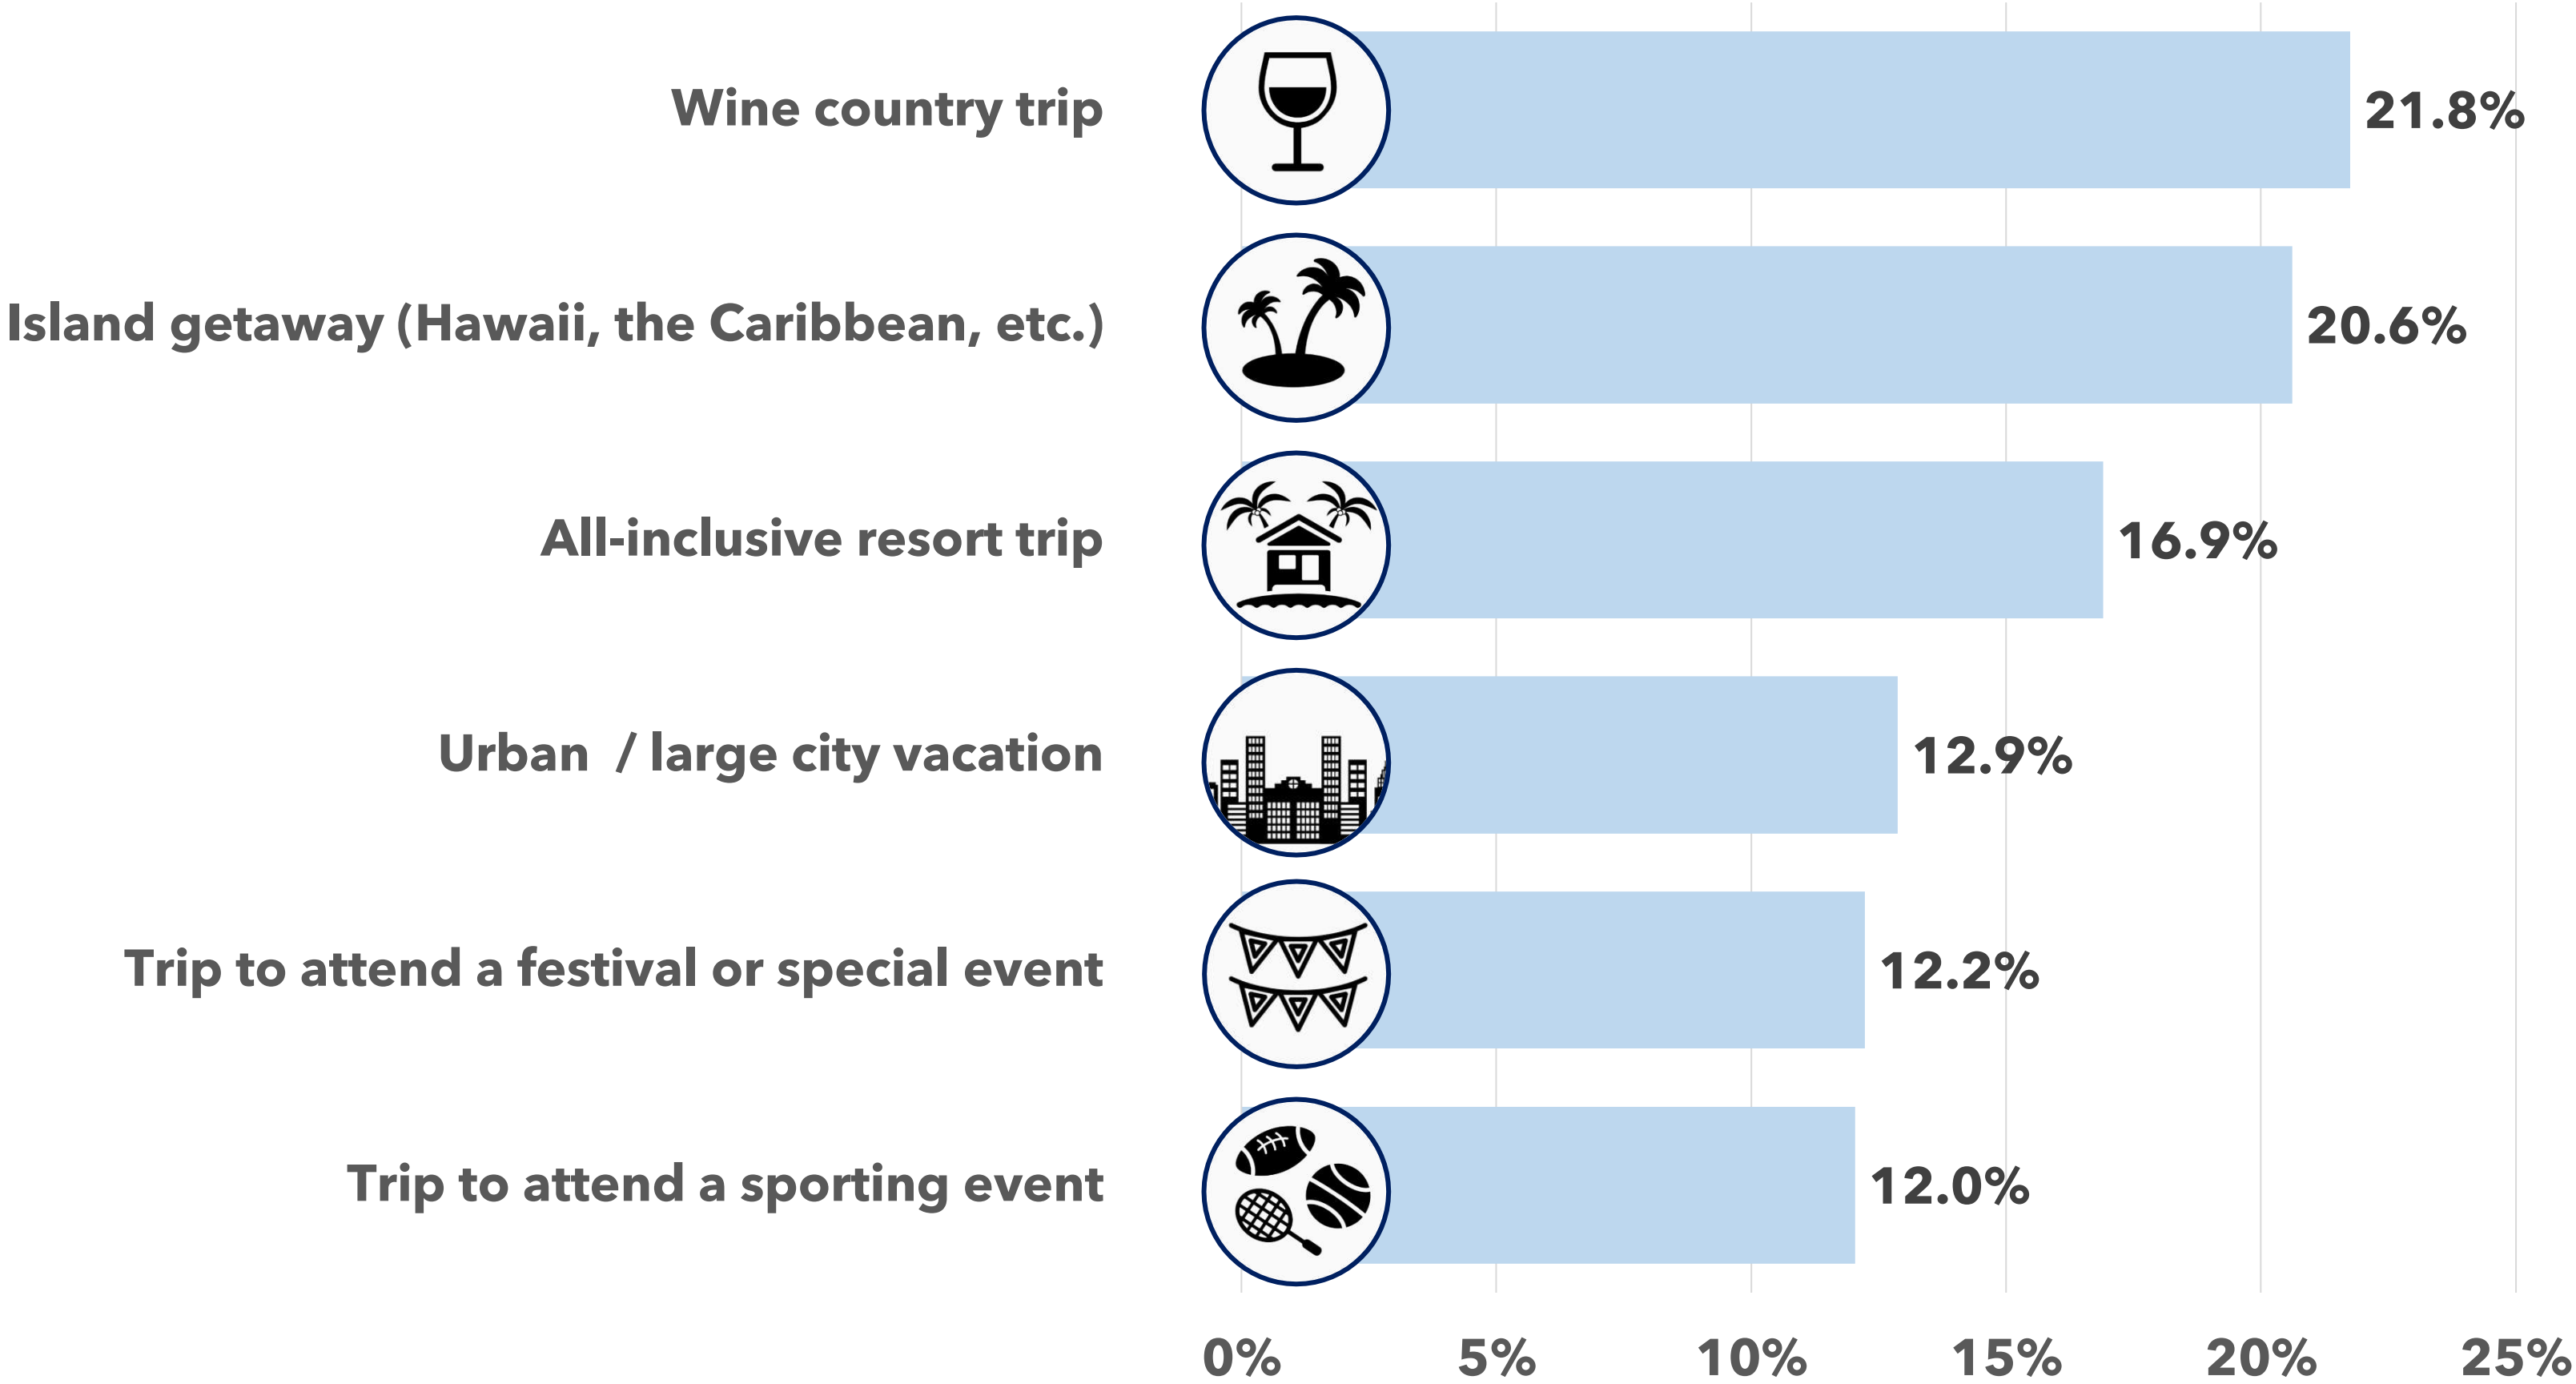 Wine country trip 21.8%
Island getaway (Hawaii, the Caribbean, etc.) 20.6%
All-inclusive resort trip 16.9%
Urban  / large city vacation 12.9%
Trip to attend a festival or special event 12.2%
Trip to attend a sporting event 12.0%
0% 5% 10% 15% 20% 25%